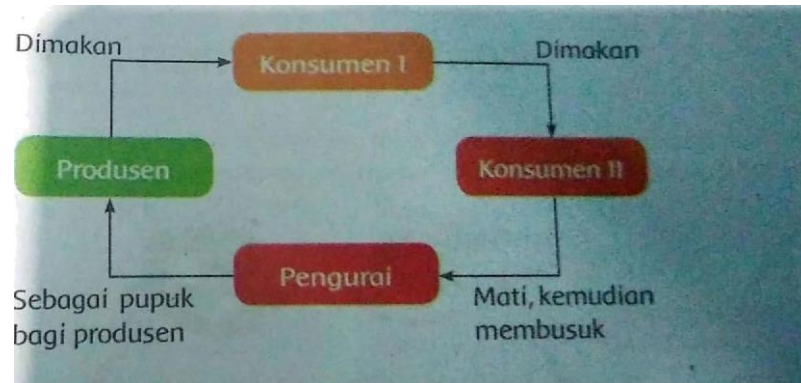 Dimakan
Konsumen I
Dimakan
Produsen
Konsumen II
Pengurai
Sebagai pupuk
bagi produsen
Mati, kemudian
membusuk